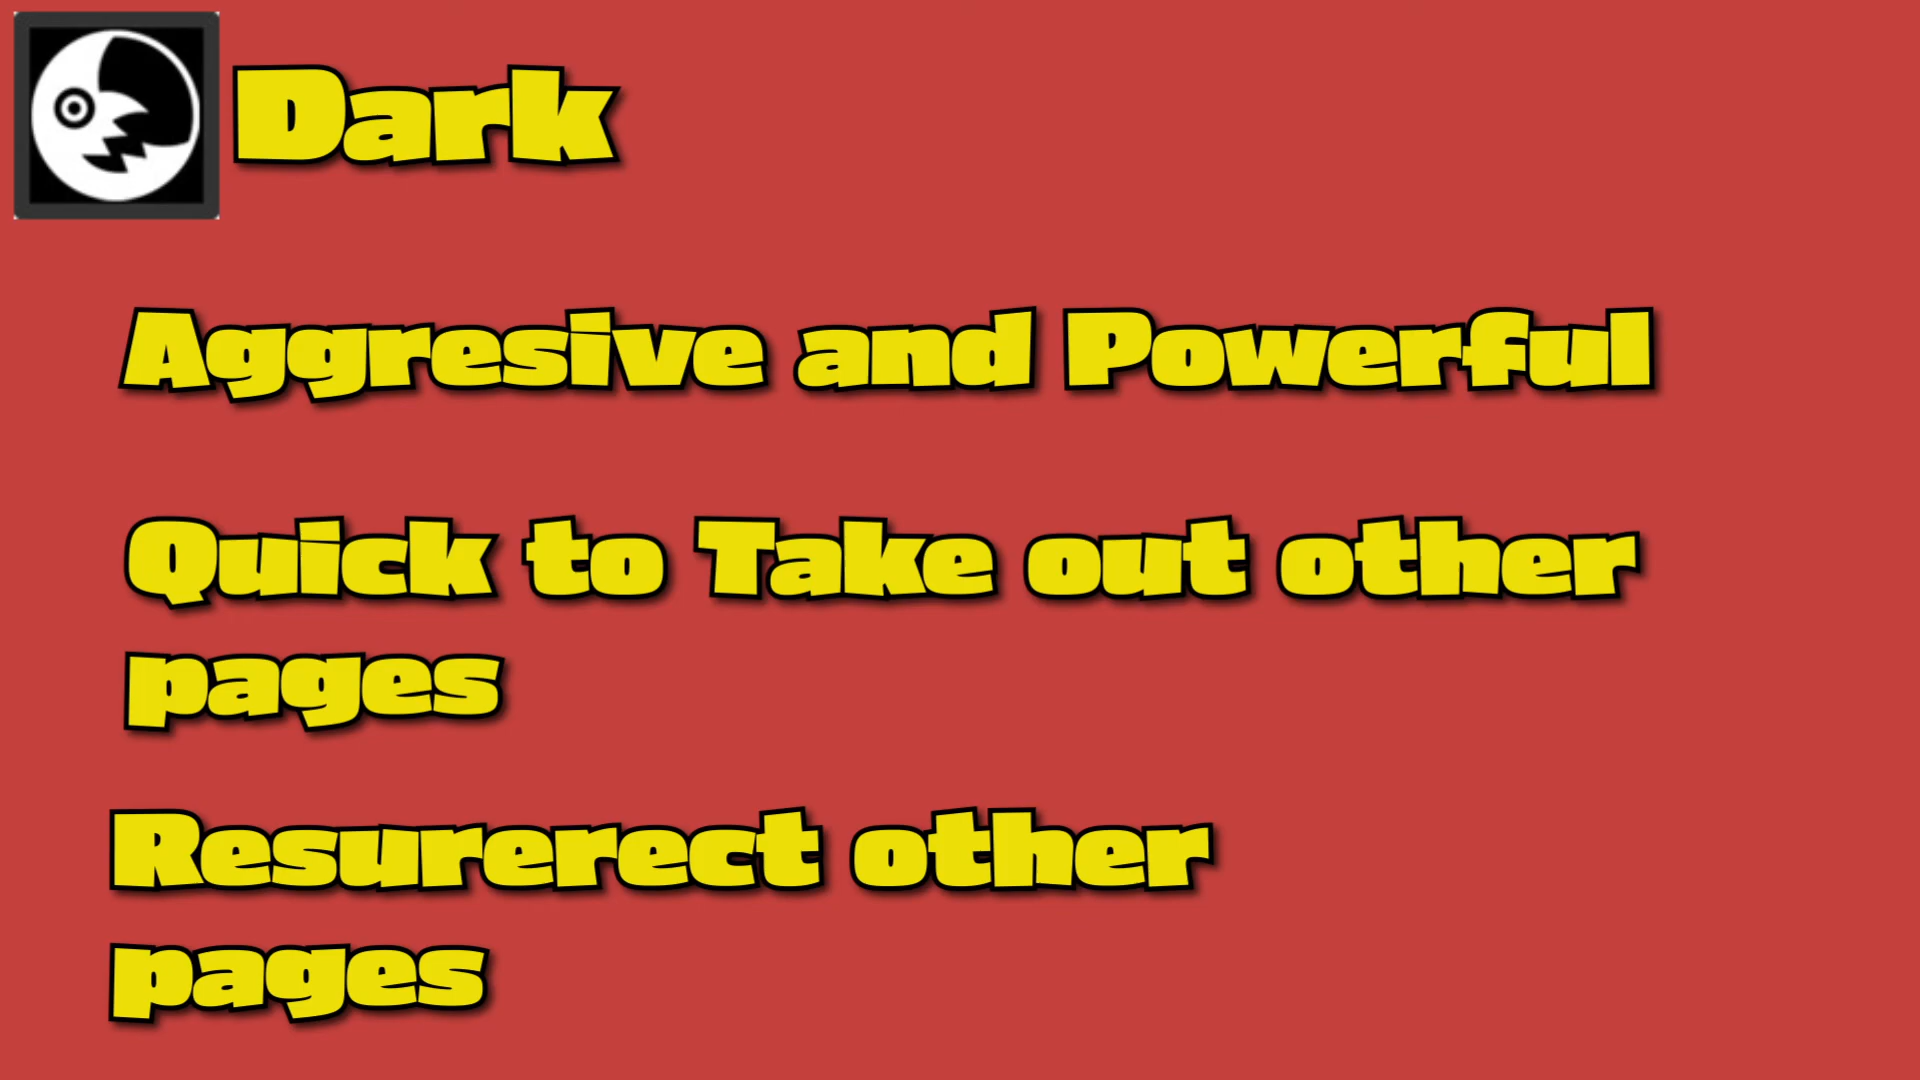 Dark
Aggresive and Powerful
Quick to Take out other
pages
Resurerect other
pages